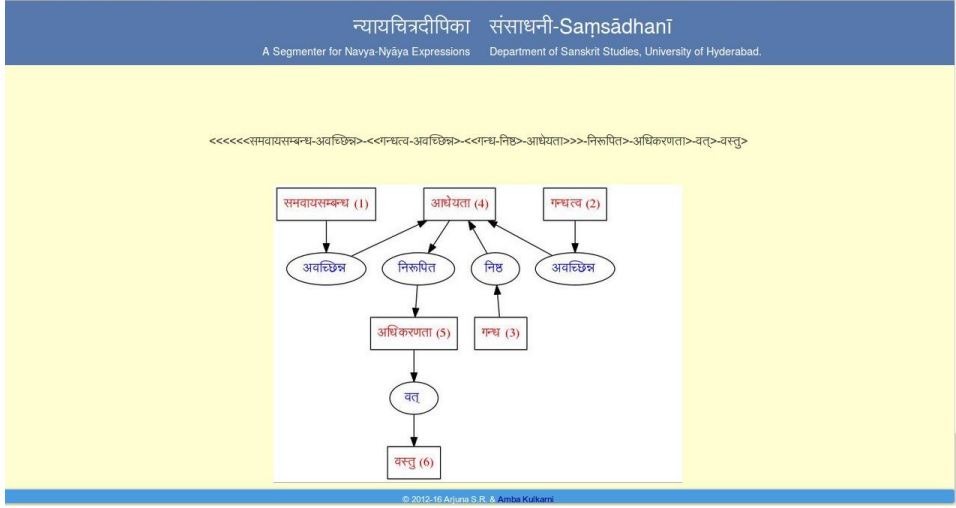 न्यायचित्रदीपिका संसाधनी-Saṃsādhanī
A Segmenter for Navya-Nyāya Expressions Department of Sanskrit Studies, University of Hyderabad.
<<<<<<समवायसम्बन्ध-अवच्छिन्न>-<<गन्धत्व-अवच्छिन्न>-<<गन्ध-निष्ठ>-आधेयता>>>-निरूपित>-अधिकरणता>-वत्>-वस्तु>
समवायसम्बन्ध (1) आधेयता (4) गन्धत्व (2)
अवच्छिन्न निरूपित निष्ठ अवच्छिन्न
अधिकरणता (5) गन्ध (3)
वत्
वस्तु (6)
© 2012-16 Arjuna S.R. & Amba Kulkarni